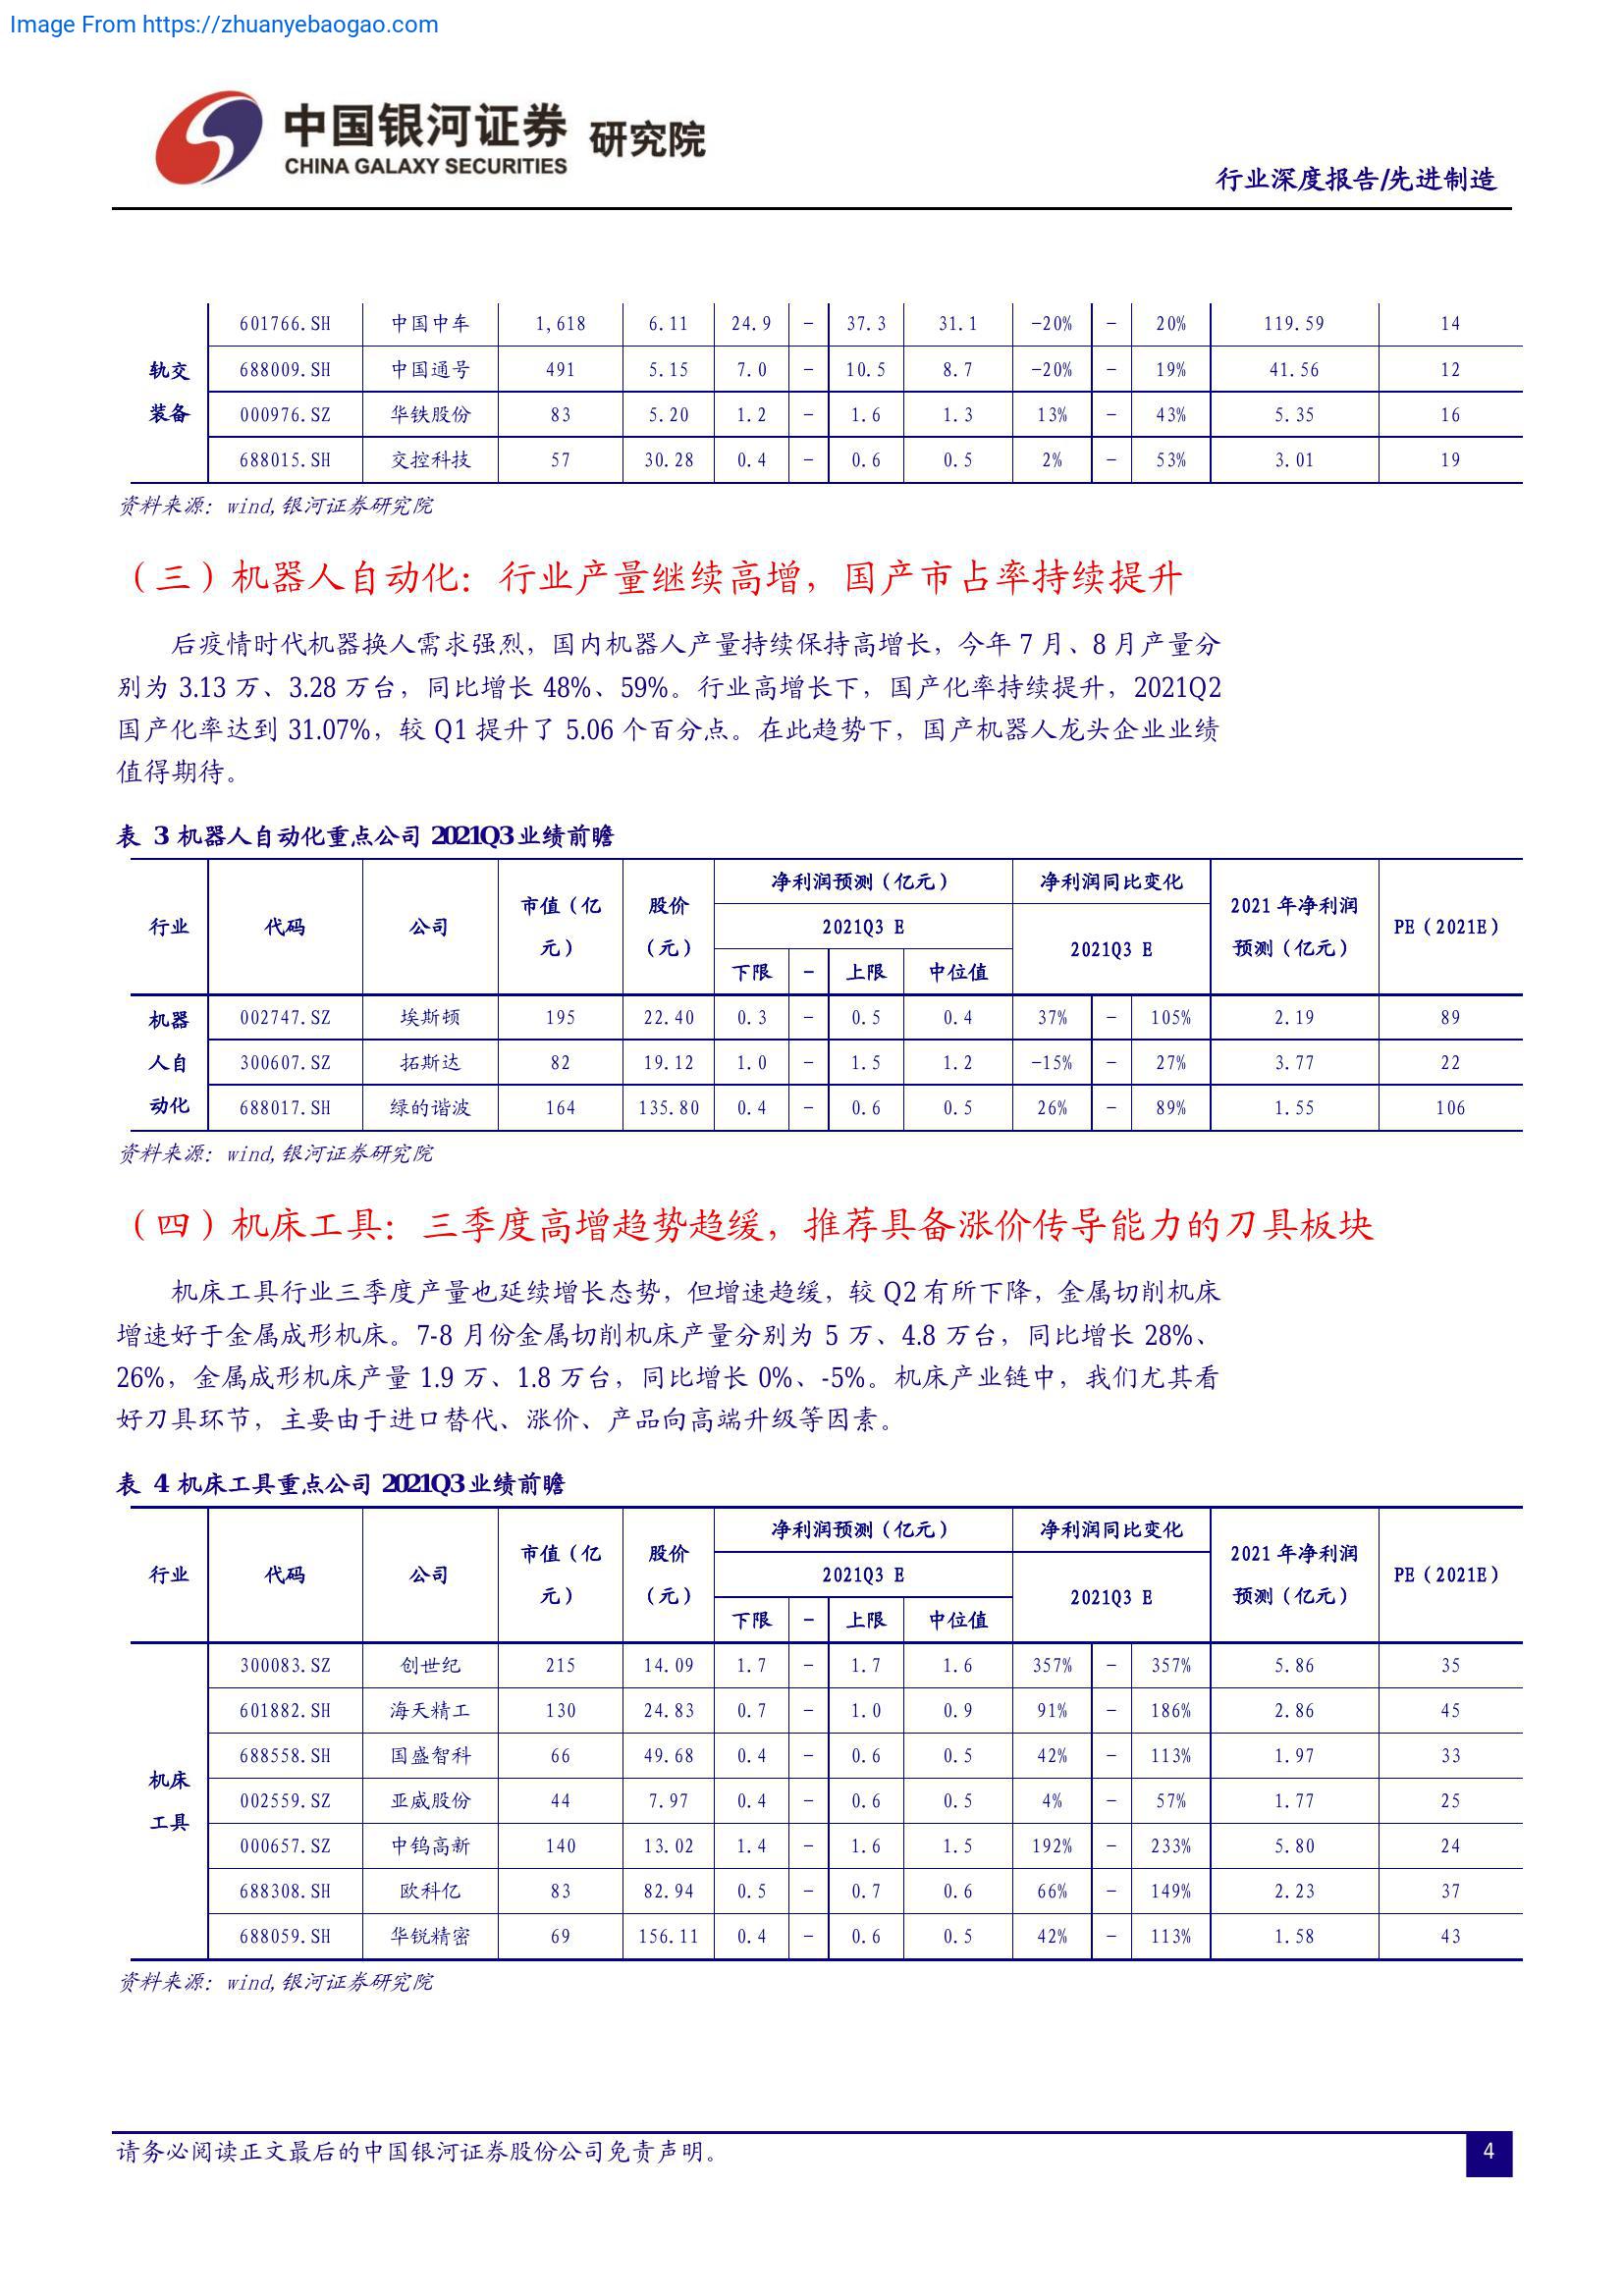 Image From https://zhuanyebaogao.com
中国银河证券 研究院
CHINA GALAXY SECURITIES
行业深度报告/先进制造
轨交装备
601766.SH 中国中车 1,618 6.11 24.9 - 37.3 31.1 -20% - 20% 119.59 14
688009.SH 中国通号 491 5.15 7.0 - 10.5 8.7 -20% - 19% 41.56 12
000976.SZ 华铁股份 83 5.20 1.2 - 1.6 1.3 13% - 43% 5.35 16
688015.SH 交控科技 57 30.28 0.4 - 0.6 0.5 2% - 53% 3.01 19
资料来源：wind,银河证券研究院
（三）机器人自动化：行业产量继续高增，国产市占率持续提升
后疫情时代机器换人需求强烈，国内机器人产量持续保持高增长，今年 7 月、8 月产量分
别为 3.13 万、3.28 万台，同比增长 48%、59%。行业高增长下，国产化率持续提升，2021Q2
国产化率达到 31.07%，较 Q1 提升了 5.06 个百分点。在此趋势下，国产机器人龙头企业业绩
值得期待。
表 3 机器人自动化重点公司 2021Q3 业绩前瞻
行业 代码 公司 市值（亿元） 股价（元） 净利润预测（亿元） 净利润同比变化 2021 年净利润预测（亿元） PE（2021E）
2021Q3 E 2021Q3 E
下限 - 上限 中位值
机器人自动化
002747.SZ 埃斯顿 195 22.40 0.3 - 0.5 0.4 37% - 105% 2.19 89
300607.SZ 拓斯达 82 19.12 1.0 - 1.5 1.2 -15% - 27% 3.77 22
688017.SH 绿的谐波 164 135.80 0.4 - 0.6 0.5 26% - 89% 1.55 106
资料来源：wind,银河证券研究院
（四）机床工具：三季度高增趋势趋缓，推荐具备涨价传导能力的刀具板块
机床工具行业三季度产量也延续增长态势，但增速趋缓，较 Q2 有所下降，金属切削机床
增速好于金属成形机床。7-8 月份金属切削机床产量分别为 5 万、4.8 万台，同比增长 28%、
26%，金属成形机床产量 1.9 万、1.8 万台，同比增长 0%、-5%。机床产业链中，我们尤其看
好刀具环节，主要由于进口替代、涨价、产品向高端升级等因素。
表 4 机床工具重点公司 2021Q3 业绩前瞻
行业 代码 公司 市值（亿元） 股价（元） 净利润预测（亿元） 净利润同比变化 2021 年净利润预测（亿元） PE（2021E）
2021Q3 E 2021Q3 E
下限 - 上限 中位值
机床工具
300083.SZ 创世纪 215 14.09 1.7 - 1.7 1.6 357% - 357% 5.86 35
601882.SH 海天精工 130 24.83 0.7 - 1.0 0.9 91% - 186% 2.86 45
688558.SH 国盛智科 66 49.68 0.4 - 0.6 0.5 42% - 113% 1.97 33
002559.SZ 亚威股份 44 7.97 0.4 - 0.6 0.5 4% - 57% 1.77 25
000657.SZ 中钨高新 140 13.02 1.4 - 1.6 1.5 192% - 233% 5.80 24
688308.SH 欧科亿 83 82.94 0.5 - 0.7 0.6 66% - 149% 2.23 37
688059.SH 华锐精密 69 156.11 0.4 - 0.6 0.5 42% - 113% 1.58 43
资料来源：wind,银河证券研究院
请务必阅读正文最后的中国银河证券股份公司免责声明。
4